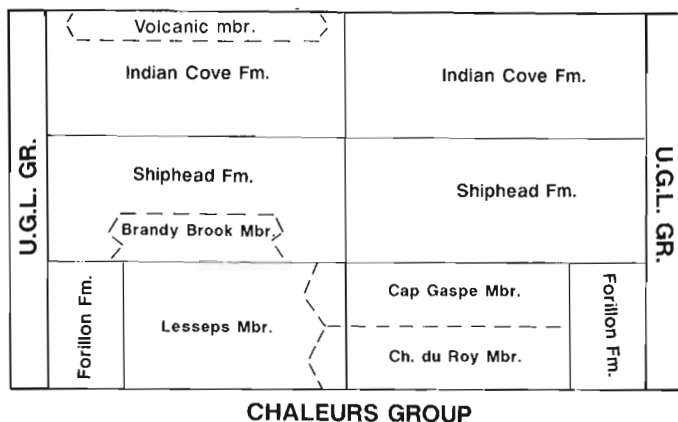 Volcanic mbr.
Indian Cove Fm.
Indian Cove Fm.
U.G.L. GR.
Shiphead Fm.
Shiphead Fm.
U.G.L. GR.
Brandy Brook Mbr.
Forillon Fm.
Lesseps Mbr.
Cap Gaspe Mbr.
Ch. du Roy Mbr.
Forillon Fm.
CHALEURS GROUP